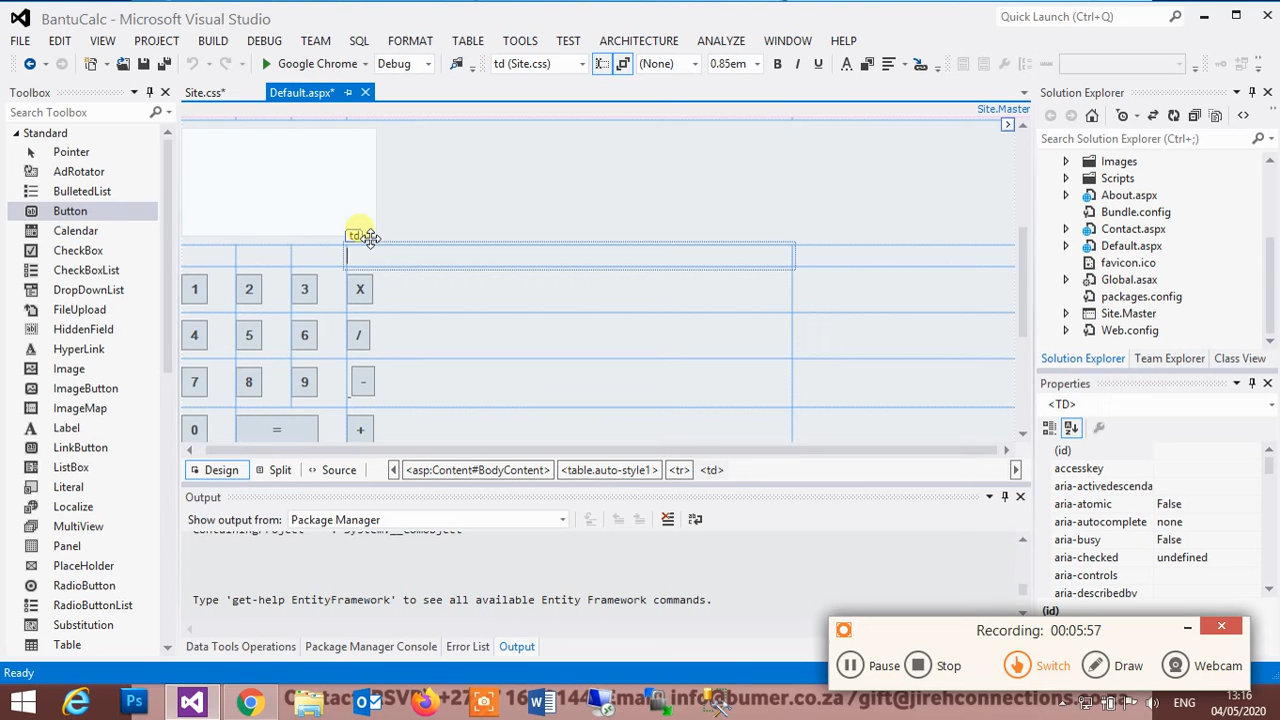 BantuCalc - Microsoft Visual Studio
Quick Launch (Ctrl+Q)
FILE EDIT VIEW PROJECT BUILD DEBUG TEAM SQL FORMAT TABLE TOOLS TEST ARCHITECTURE ANALYZE WINDOW HELP
Google Chrome Debug td (Site.css) (None) 0.85em B I U A
Toolbox
Search Toolbox
Standard
Pointer
AdRotator
BulletedList
Button
Calendar
CheckBox
CheckBoxList
DropDownList
FileUpload
HiddenField
HyperLink
Image
ImageButton
ImageMap
Label
LinkButton
ListBox
Literal
Localize
MultiView
Panel
PlaceHolder
RadioButton
RadioButtonList
Substitution
Table
Site.css* Default.aspx*
Site.Master
td
1 2 3 X
4 5 6 /
7 8 9 -
0 = +
Design Split Source <asp:Content#BodyContent> <table.auto-style1> <tr> <td>
Output
Show output from: Package Manager
Type 'get-help EntityFramework' to see all available Entity Framework commands.
Data Tools Operations Package Manager Console Error List Output
Ready
Solution Explorer
Search Solution Explorer (Ctrl+;)
Images
Scripts
About.aspx
Bundle.config
Contact.aspx
Default.aspx
favicon.ico
Global.asax
packages.config
Site.Master
Web.config
Solution Explorer Team Explorer Class View
Properties
<TD>
(id)
accesskey
aria-activedescenda
aria-atomic False
aria-autocomplete none
aria-busy False
aria-checked undefined
aria-controls
aria-describedby
(id)
Recording: 00:05:57
Pause Stop Switch Draw Webcam
info@bumer.co.za/gift@jirehconnections.
ENG
13:16
04/05/2020